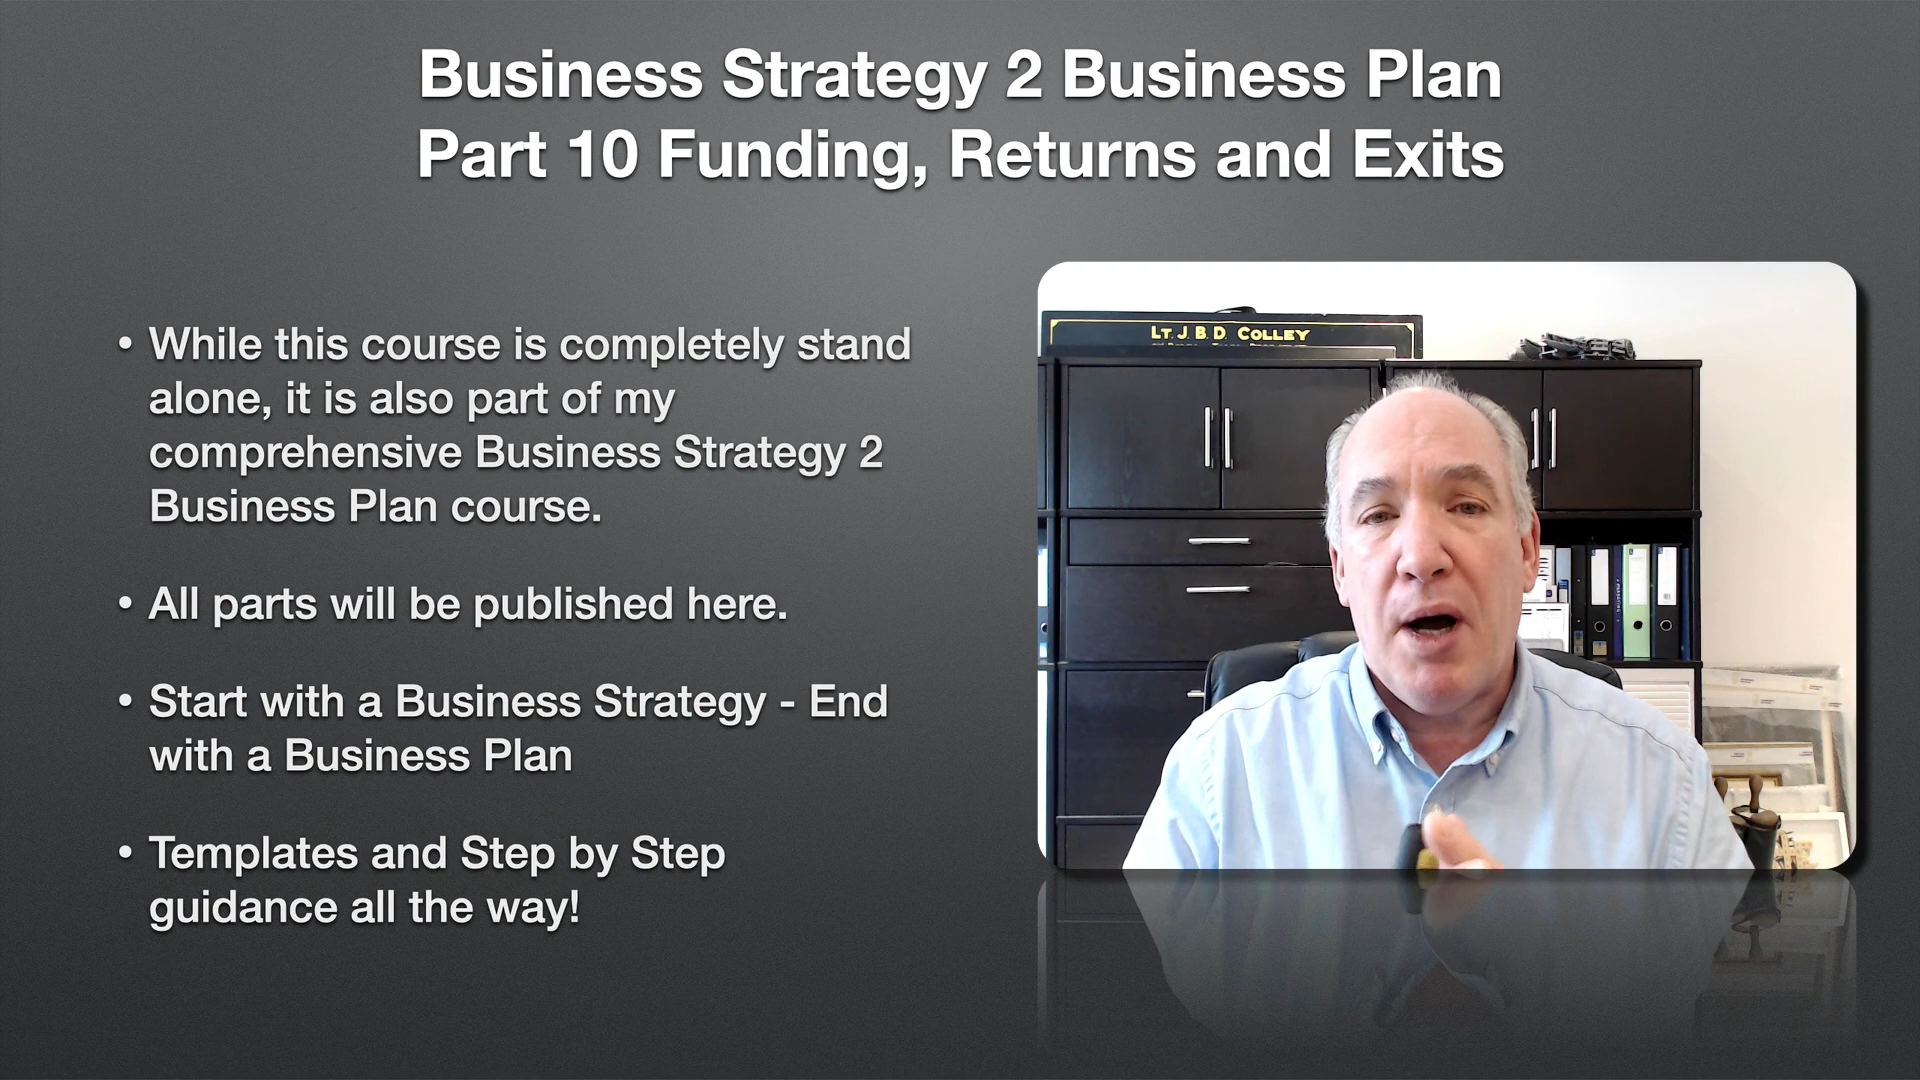 Business Strategy 2 Business Plan
Part 10 Funding, Returns and Exits
• While this course is completely stand
alone, it is also part of my
comprehensive Business Strategy 2
Business Plan course.
• All parts will be published here.
• Start with a Business Strategy - End
with a Business Plan
• Templates and Step by Step
guidance all the way!
LT. J. B. D. COLLEY